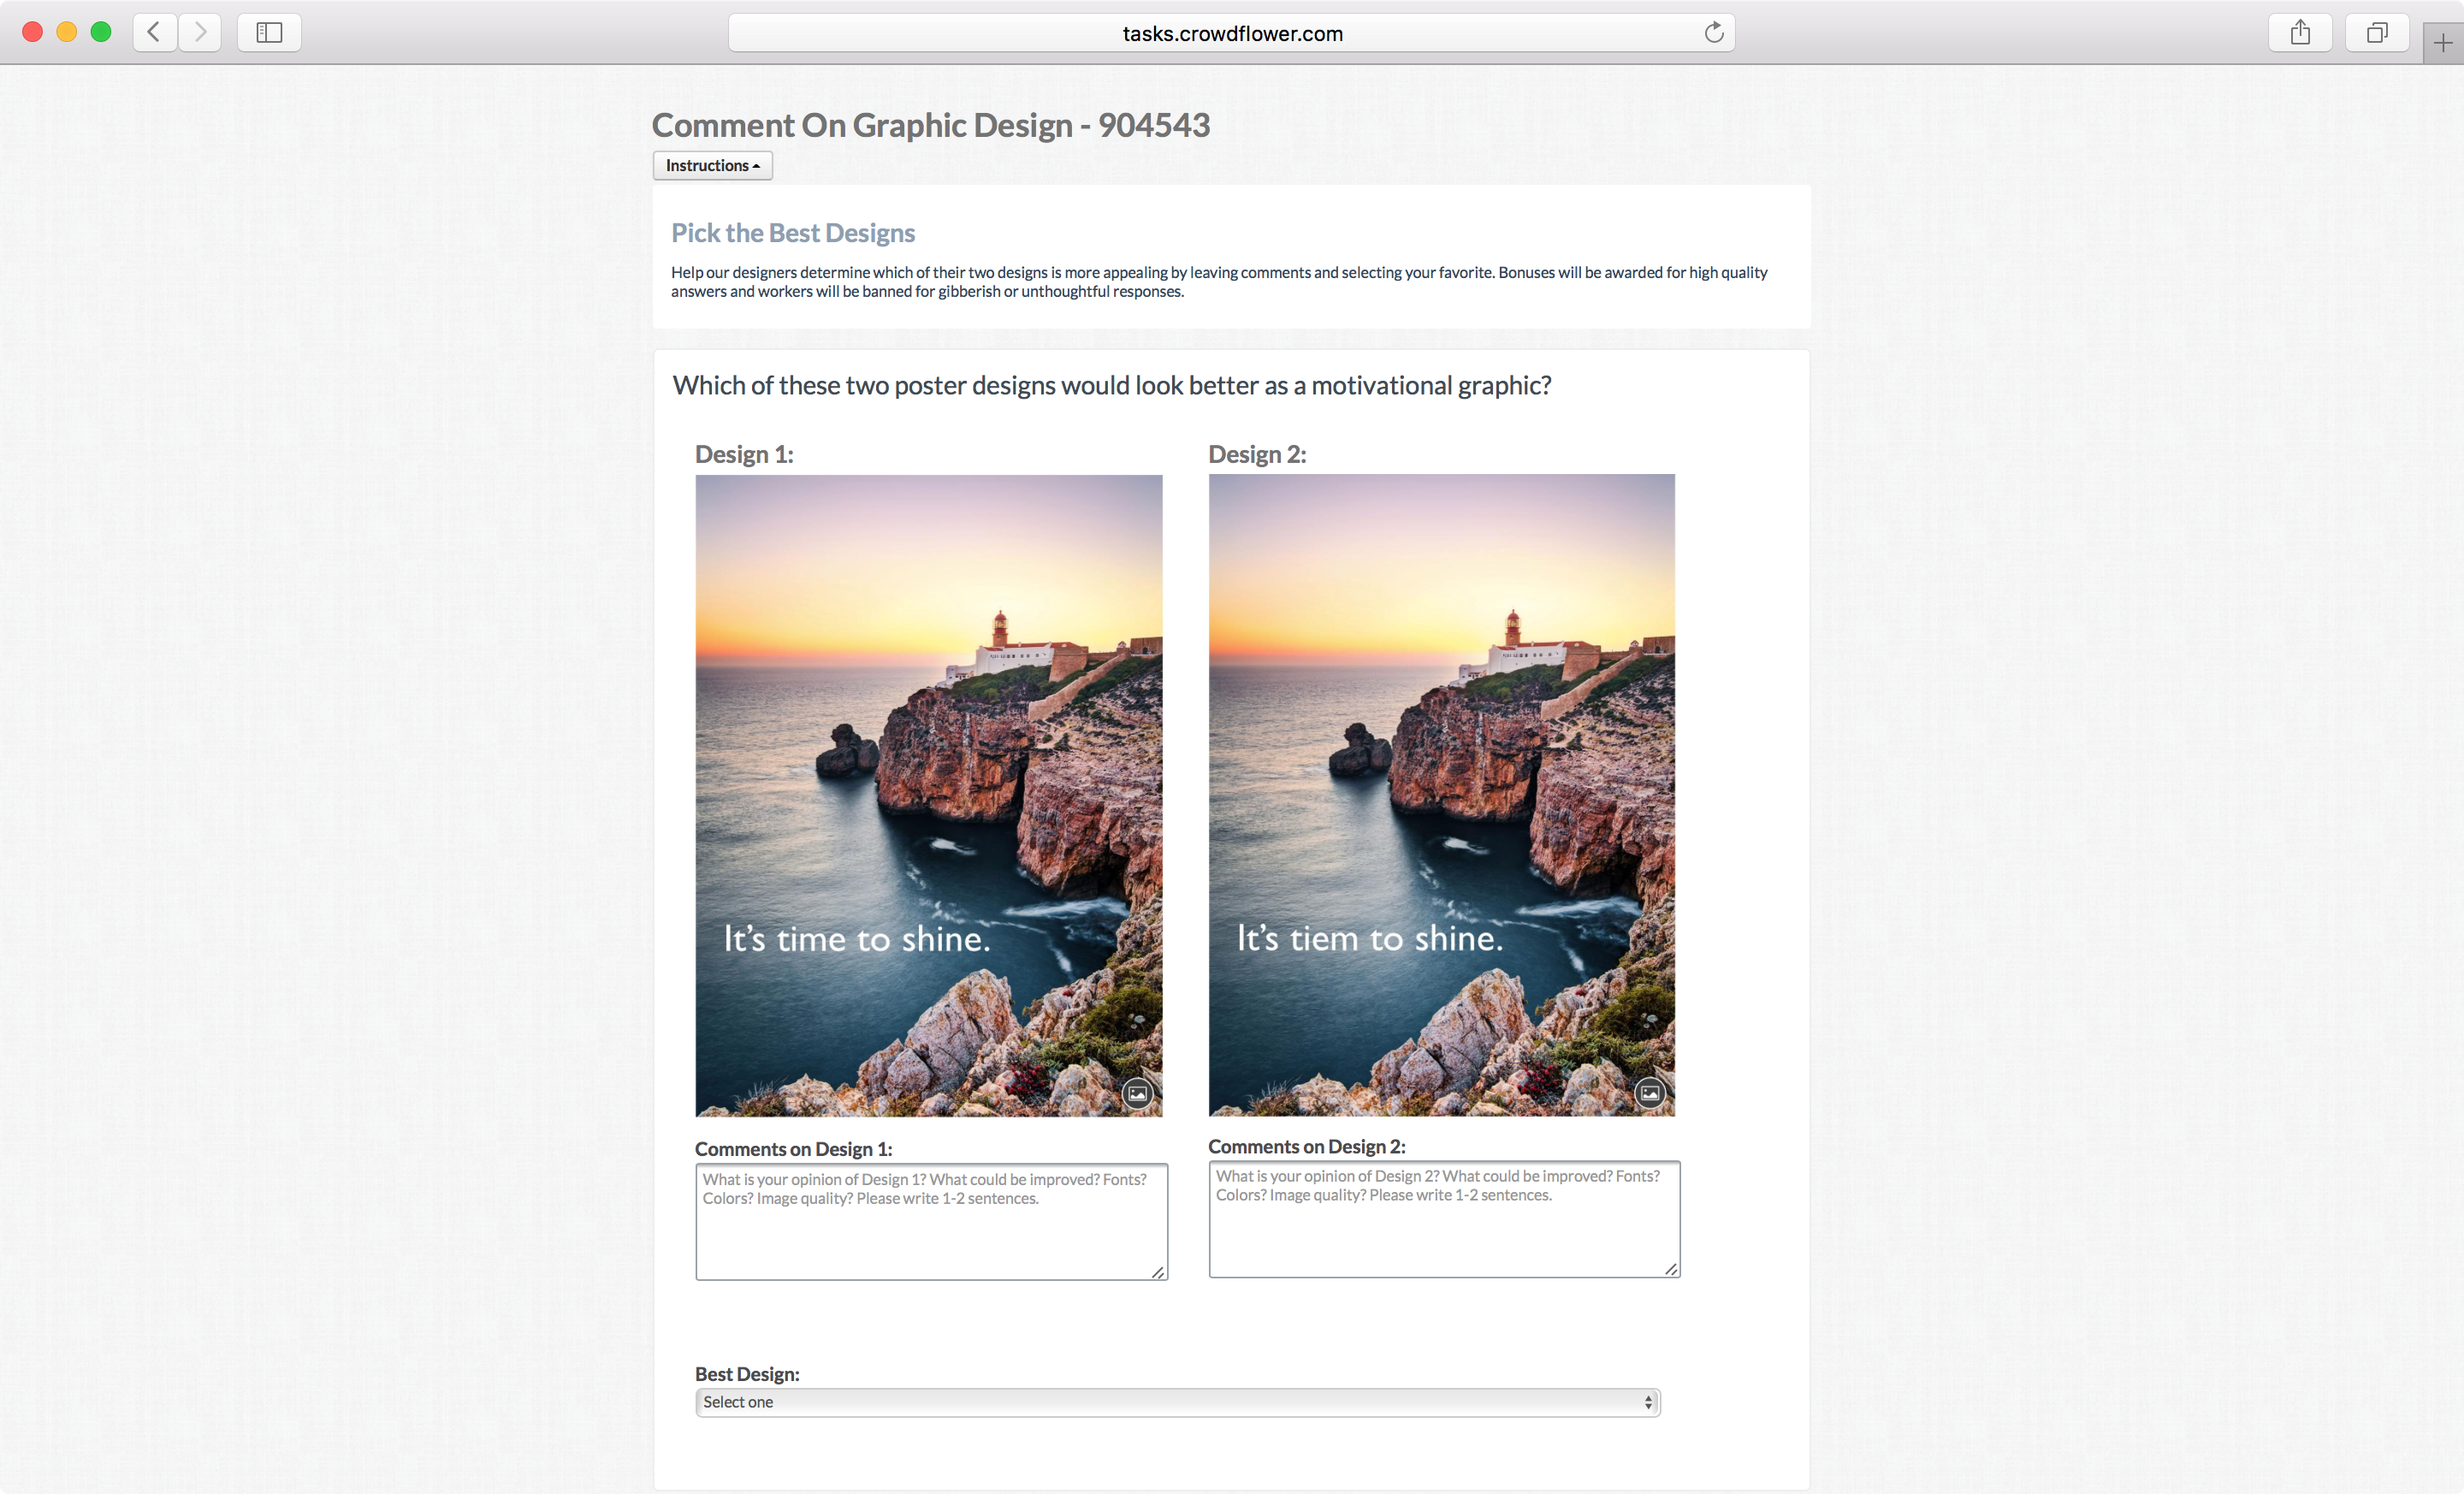 tasks.crowdflower.com
Comment On Graphic Design - 904543
Instructions
Pick the Best Designs
Help our designers determine which of their two designs is more appealing by leaving comments and selecting your favorite. Bonuses will be awarded for high quality
answers and workers will be banned for gibberish or unthoughtful responses.
Which of these two poster designs would look better as a motivational graphic?
Design 1:
It's time to shine.
Comments on Design 1:
What is your opinion of Design 1? What could be improved? Fonts?
Colors? Image quality? Please write 1-2 sentences.
Design 2:
It's tiem to shine.
Comments on Design 2:
What is your opinion of Design 2? What could be improved? Fonts?
Colors? Image quality? Please write 1-2 sentences.
Best Design:
Select one